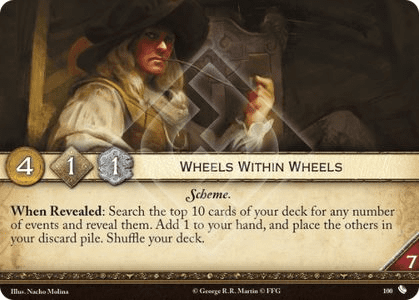 4 1 1 Wheels Within Wheels
Scheme.
When Revealed: Search the top 10 cards of your deck for any number
of events and reveal them. Add 1 to your hand, and place the others in
your discard pile. Shuffle your deck.
7
Illus. Nacho Molina © George R.R. Martin © FFG 100